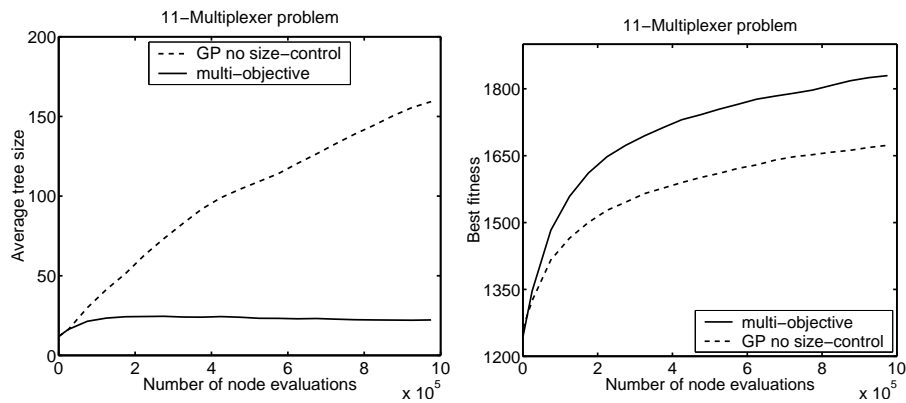 11−Multiplexer problem
200
150
100
50
0
Average tree size
GP no size−control
multi−objective
0 2 4 6 8 10
Number of node evaluations
x 10^5
11−Multiplexer problem
1800
1650
1500
1350
1200
Best fitness
multi−objective
GP no size−control
0 2 4 6 8 10
Number of node evaluations
x 10^5